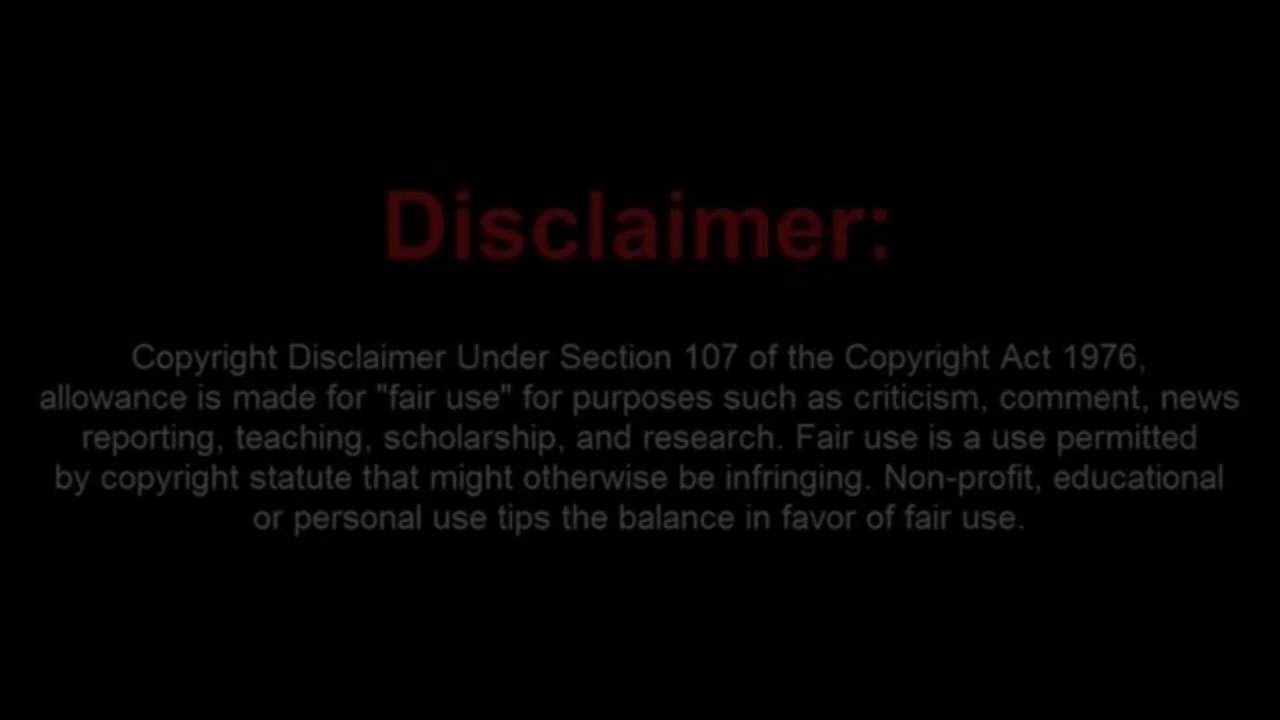 Disclaimer:
Copyright Disclaimer Under Section 107 of the Copyright Act 1976,
allowance is made for "fair use" for purposes such as criticism, comment, news
reporting, teaching, scholarship, and research. Fair use is a use permitted
by copyright statute that might otherwise be infringing. Non-profit, educational
or personal use tips the balance in favor of fair use.